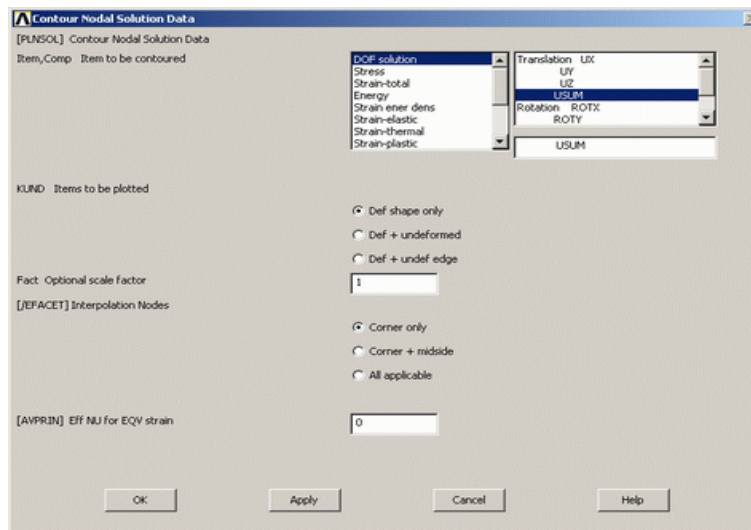 Contour Nodal Solution Data
[PLNSOL] Contour Nodal Solution Data
Item,Comp Item to be contoured
DOF solution
Stress
Strain-total
Energy
Strain ener dens
Strain-elastic
Strain-thermal
Strain-plastic
Translation UX
UY
UZ
USUM
Rotation ROTX
ROTY
USUM
KUND Items to be plotted
Def shape only
Def + undeformed
Def + undef edge
Fact Optional scale factor
1
[/EFACET] Interpolation Nodes
Corner only
Corner + midside
All applicable
[AVPRIN] Eff NU for EQV strain
0
OK
Apply
Cancel
Help